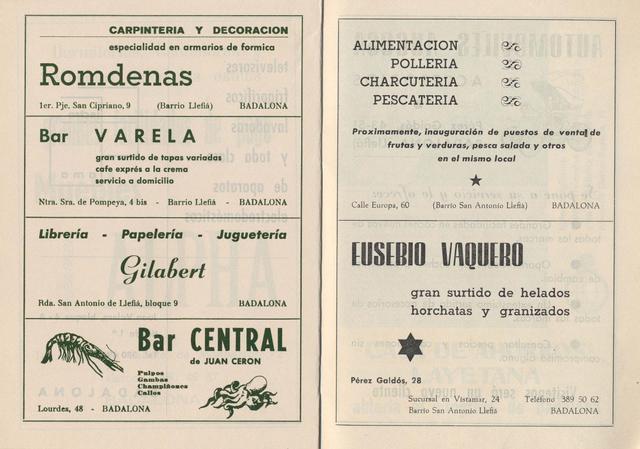 CARPINTERIA Y DECORACION
especialidad en armarios de formica
Romdenas
1er. Pje. San Cipriano, 9 (Barrio Llefiá) BADALONA
Bar VARELA
gran surtido de tapas variadas
cafe exprés a la crema
servicio a domicilio
Ntra. Sra. de Pompeya, 4 bis - Barrio Llefiá - BADALONA
Librería - Papelería - Juguetería
Gilabert
Rda. San Antonio de Llefiá, bloque 9 BADALONA
Bar CENTRAL
de JUAN CERON
Pulpos
Gambas
Champiñones
Callos
Lourdes, 48 - BADALONA
ALIMENTACION
POLLERIA
CHARCUTERIA
PESCATERIA
Proximamente, inauguración de puestos de venta de
frutas y verduras, pesca salada y otros
en el mismo local
Calle Europa, 60 (Barrio San Antonio Llefiá) BADALONA
EUSEBIO VAQUERO
gran surtido de helados
horchatas y granizados
Pérez Galdós, 28
Sucursal en Vistamar, 24 Teléfono 389 50 62
Barrio San Antonio Llefiá BADALONA